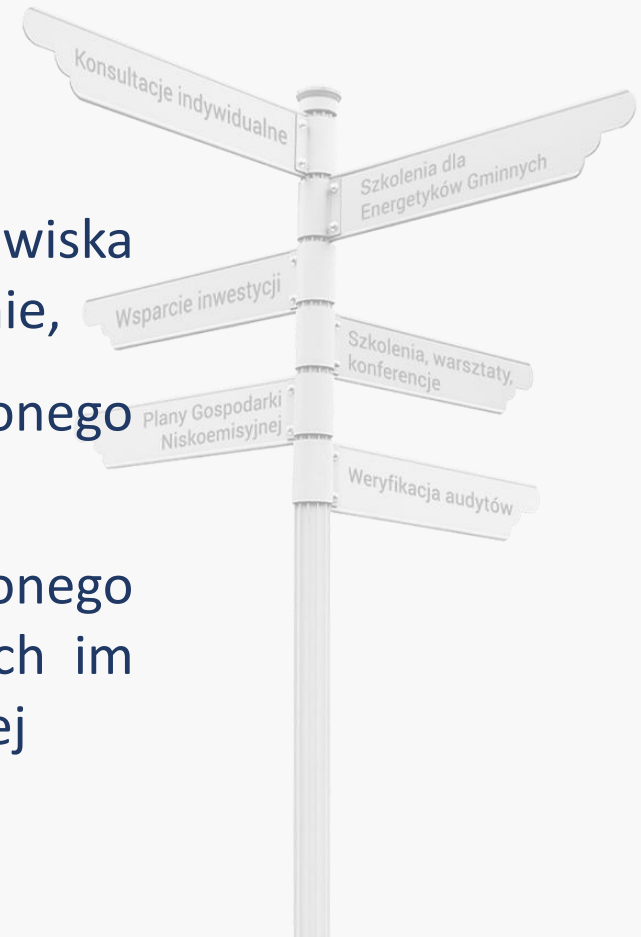 Konsultacje indywidualne
Szkolenia dla
Energetyków Gminnych
wiska
Wsparcie inwestycji
nie,
Szkolenia, warsztaty,
konferencje
onego
Plany Gospodarki
Niskoemisyjnej
Weryfikacja audytów
onego
ch im
ej